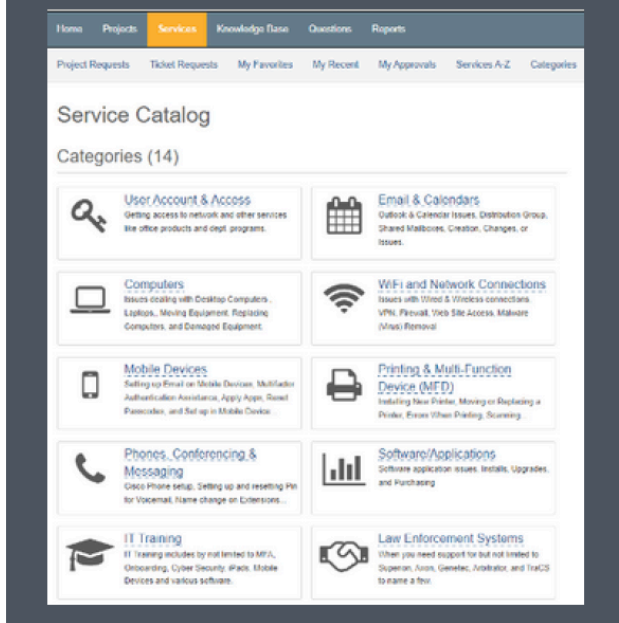 Home Projects Services Knowledge Base Questions Reports
Project Requests Ticket Requests My Favorites My Recent My Approvals Services A-Z Categories
Service Catalog
Categories (14)
User Account & Access
Getting access to network and other services
like office products and dept. programs.
Email & Calendars
Outlook & Calendar Issues, Distribution Group,
Shared Mailboxes, Creation, Changes, or
Issues.
Computers
Issues dealing with Desktop Computers ,
Laptops,, Moving Equipment, Replacing
Computers, and Damaged Equipment.
WiFi and Network Connections
Issues with Wired & Wireless connections.
VPN, Firewall, Web Site Access, Malware
(Virus) Removal
Mobile Devices
Setting up Email on Mobile Devices, Multifactor
Authentication Assistance, Apply Apps, Reset
Passcodes, and Set up in Mobile Device...
Printing & Multi-Function
Device (MFD)
Installing New Printer, Moving or Replacing a
Printer, Errors When Printing, Scanning...
Phones, Conferencing &
Messaging
Cisco Phone setup, Setting up and resetting Pin
for Voicemail, Name change on Extensions...
Software/Applications
Software application issues, Installs, Upgrades,
and Purchasing
IT Training
IT Training includes by not limited to MFA,
Onboarding, Cyber Security, iPads, Mobile
Devices and various software.
Law Enforcement Systems
When you need support for but not limited to
Superion, Axon, Genetec, Arbitrator, and TraCS
to name a few.